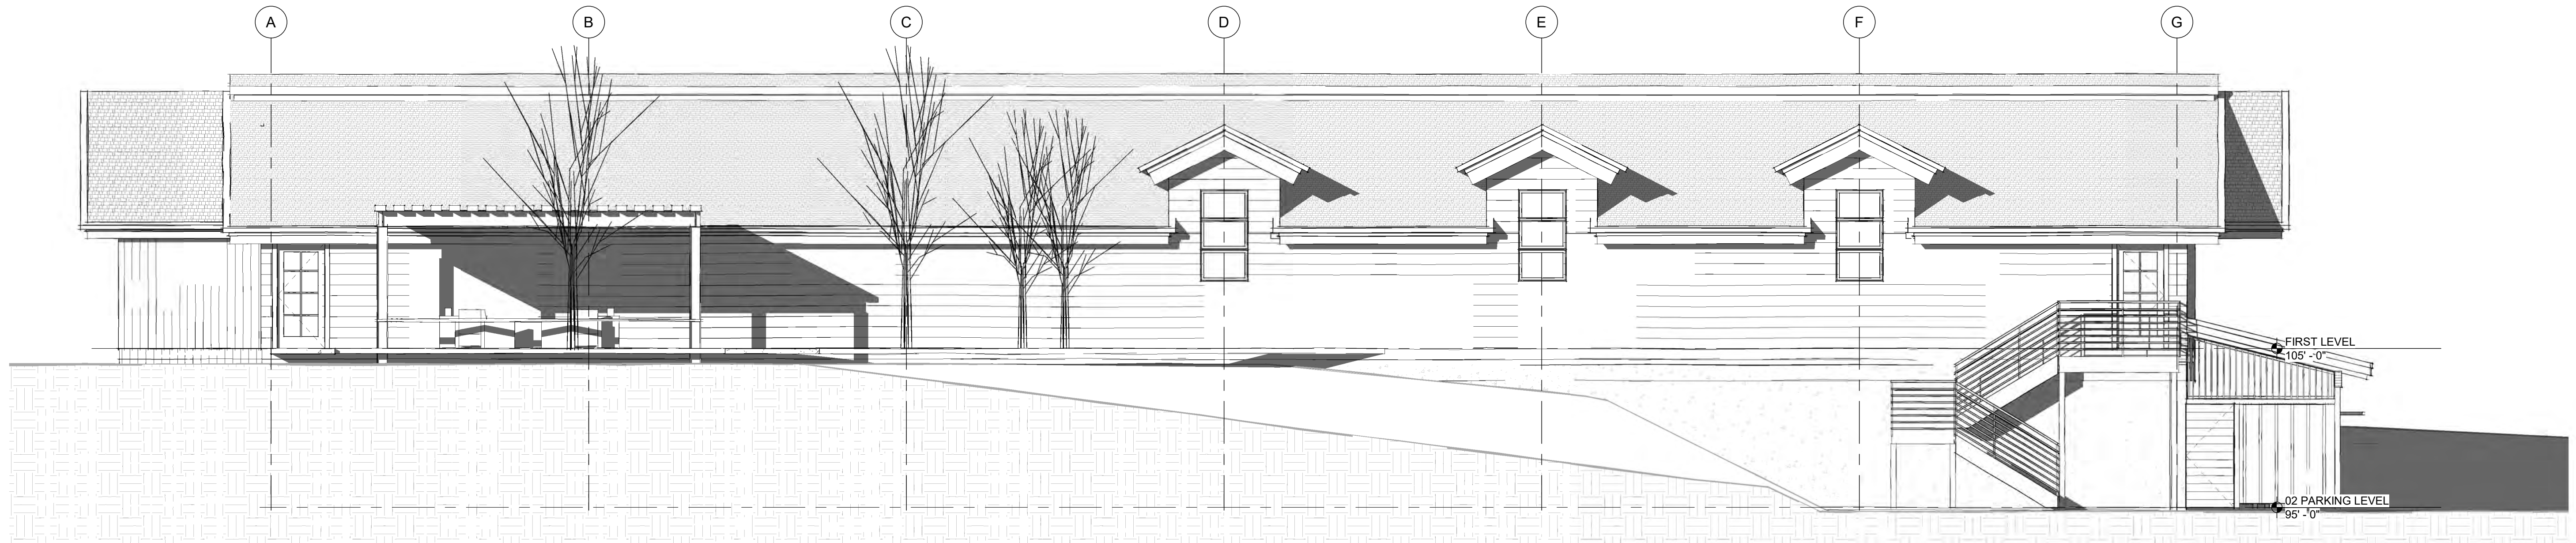 A
B
C
D
E
F
G
FIRST LEVEL
105' - 0"
02 PARKING LEVEL
95' - 0"